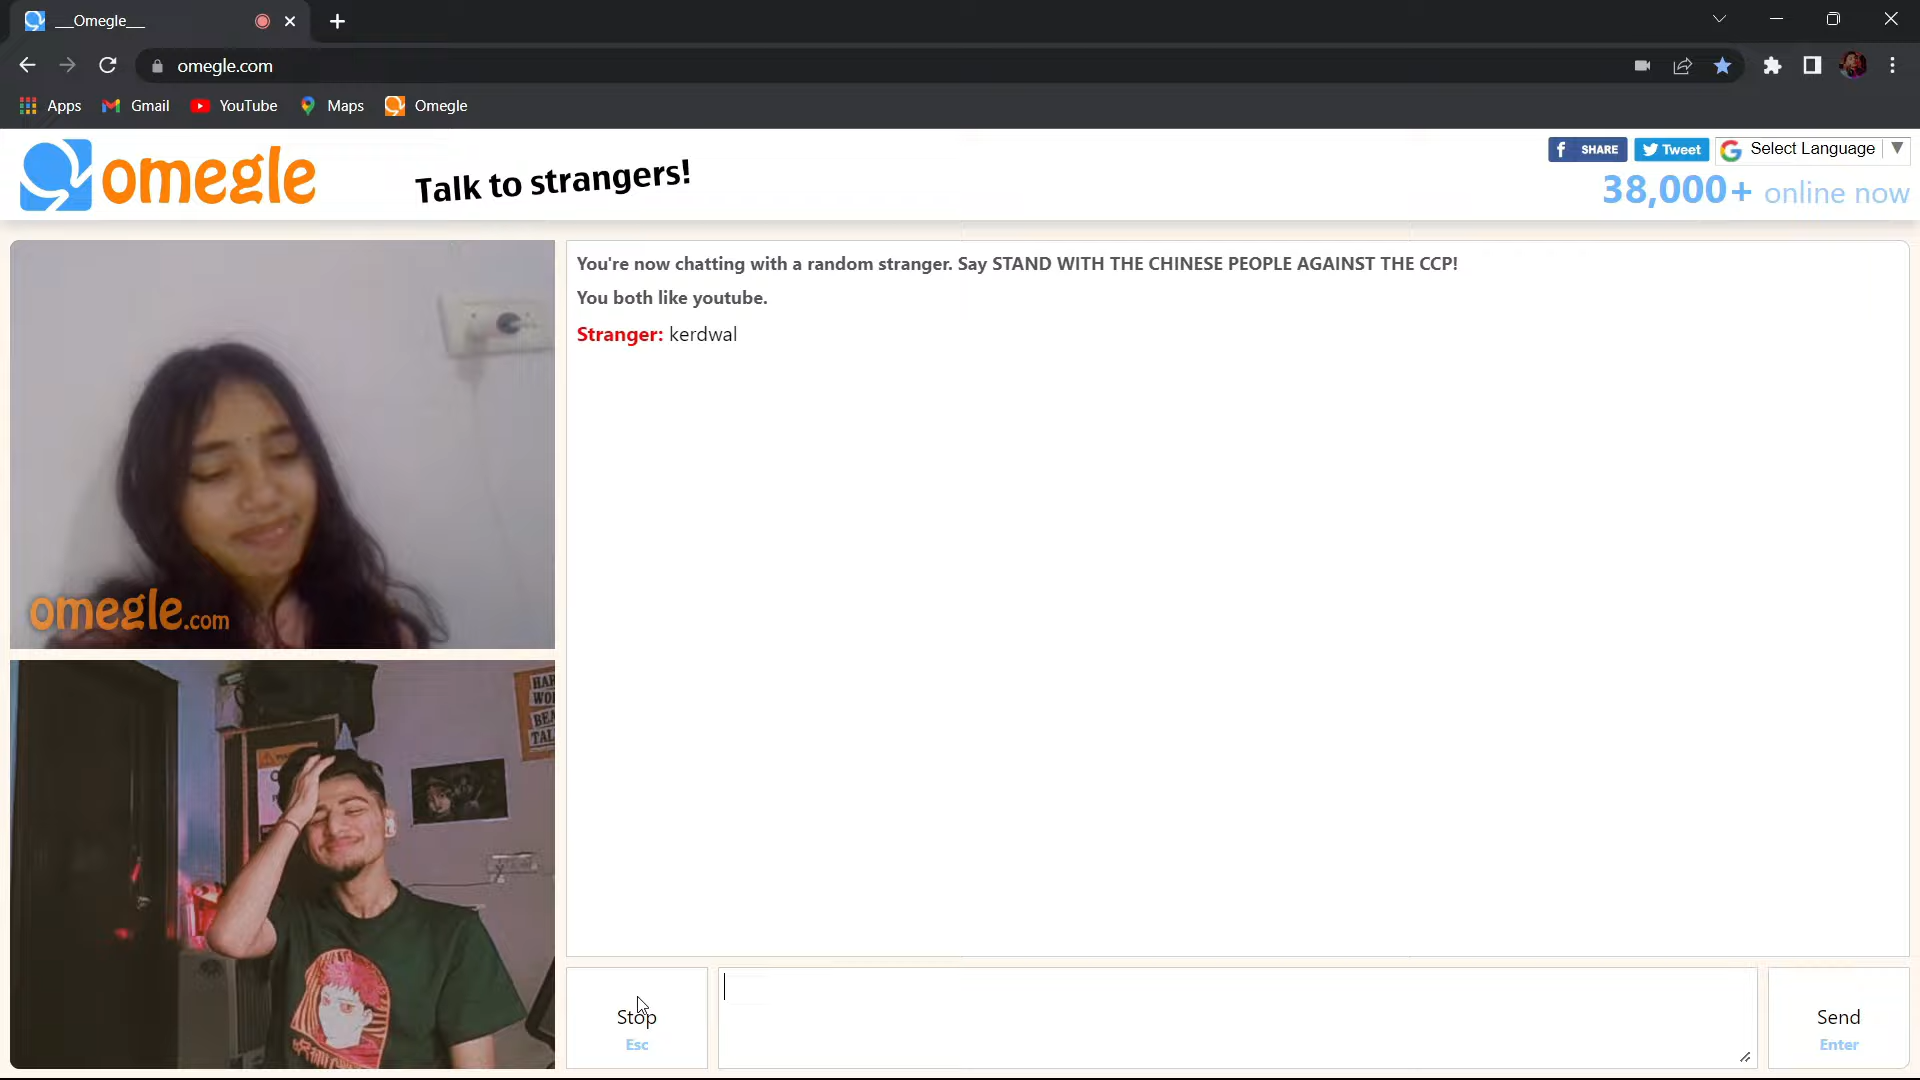 __Omegle__
omegle.com
Apps
Gmail
YouTube
Maps
Omegle
omegle
Talk to strangers!
SHARE
Tweet
Select Language
38,000+ online now
You're now chatting with a random stranger. Say STAND WITH THE CHINESE PEOPLE AGAINST THE CCP!
You both like youtube.
Stranger: kerdwal
omegle.com
Stop
Esc
Send
Enter